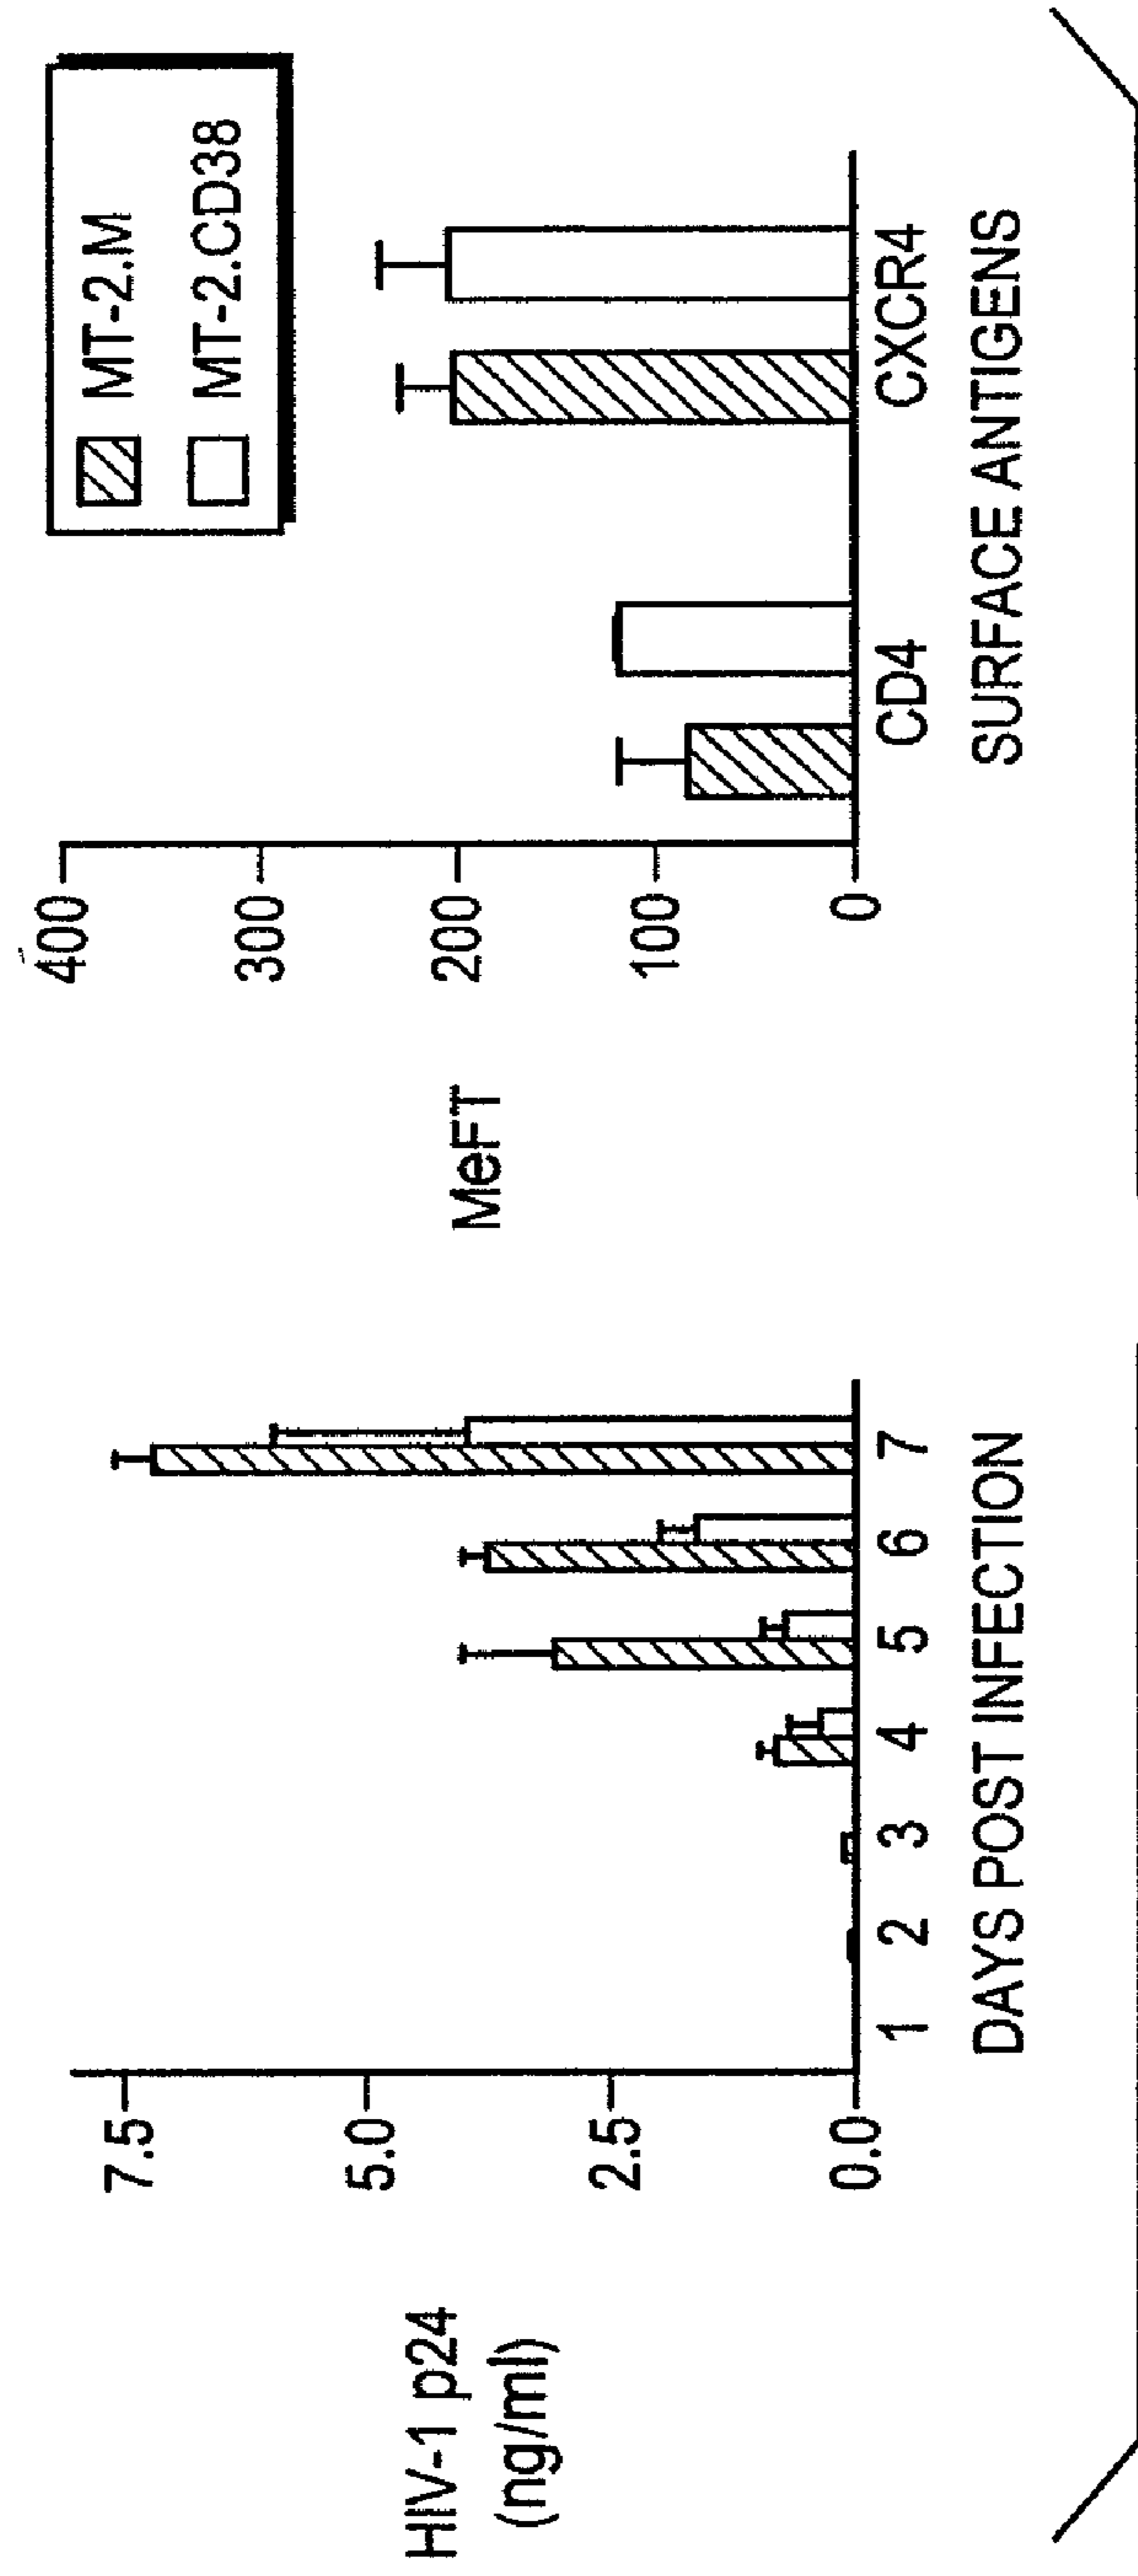 HIV-1 p24
(ng/ml)
7.5
5.0
2.5
0.0
1 2 3 4 5 6 7
DAYS POST INFECTION
MeFT
400
300
200
100
0
CD4 CXCR4
SURFACE ANTIGENS
MT-2.M
MT-2.CD38